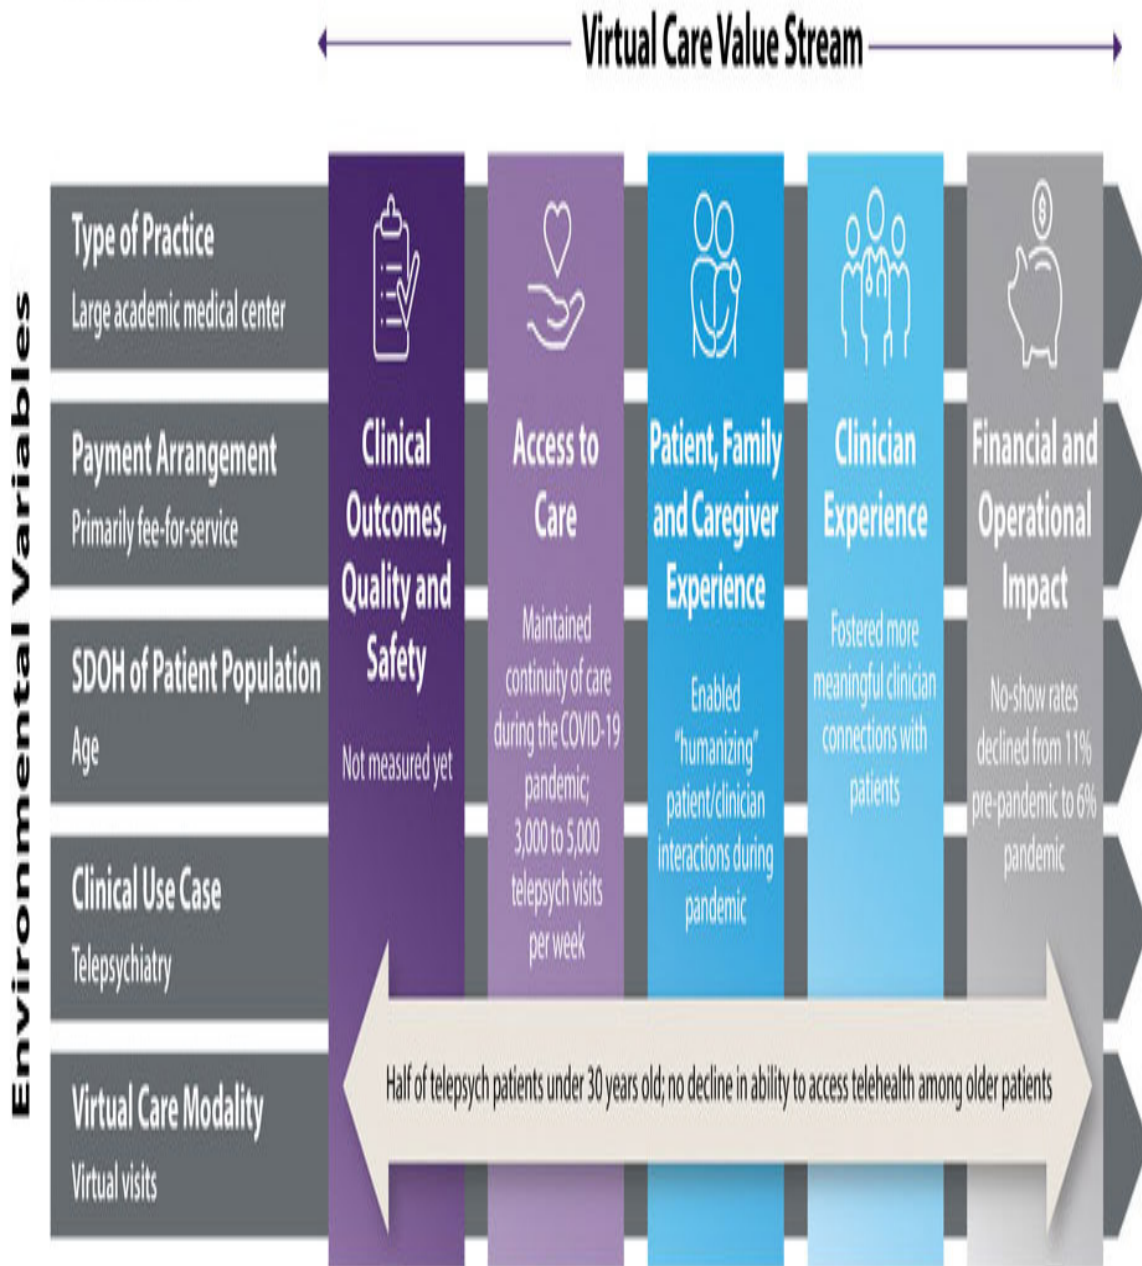 Virtual Care Value Stream
Environmental Variables
Type of Practice
Large academic medical center
Payment Arrangement
Primarily fee-for-service
SDOH of Patient Population
Age
Clinical Use Case
Telepsychiatry
Virtual Care Modality
Virtual visits
Clinical
Outcomes,
Quality and
Safety
Not measured yet
Access to
Care
Maintained
continuity of care
during the COVID-19
pandemic;
3,000 to 5,000
telepsych visits
per week
Patient, Family
and Caregiver
Experience
Enabled
“humanizing”
patient/clinician
interactions during
pandemic
Clinician
Experience
Fostered more
meaningful clinician
connections with
patients
$
Financial and
Operational
Impact
No-show rates
declined from 11%
pre-pandemic to 6%
pandemic
Half of telepsych patients under 30 years old; no decline in ability to access telehealth among older patients